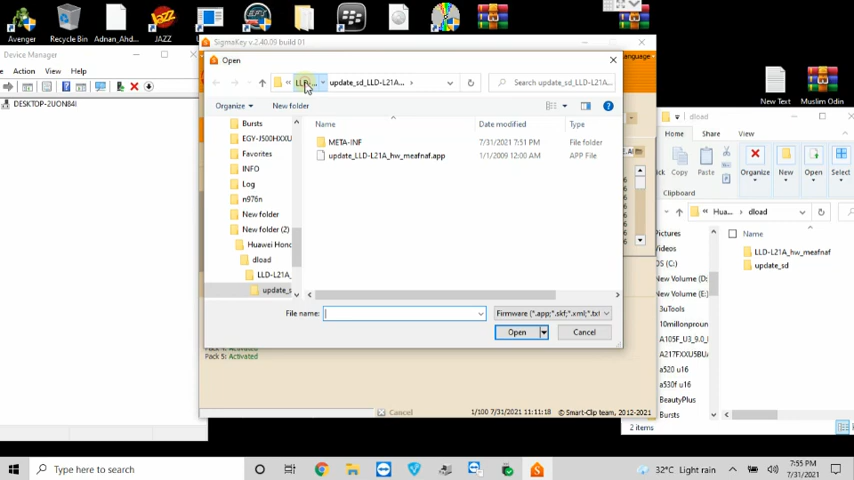 Avenger
Recycle Bin
Adnan_Ahd...
JAZZ
Device Manager
Action
View
Help
DESKTOP-2UON84I
SigmaKey v.2.40.09 build 01
Language
Open
«
LLD-...
update_sd_LLD-L21A...
Search update_sd_LLD-L21A...
Organize
New folder
Name
Date modified
Type
Bursts
EGY-J500HXXU
Favorites
INFO
Log
n976n
New folder
New folder (2)
Huawei Hono
dload
LLD-L21A_
update_s
META-INF
7/31/2021 7:51 PM
File folder
update_LLD-L21A_hw_meafnaf.app
1/1/2009 12:00 AM
APP File
File name:
Firmware (*.app;*.skf;*.xml;*.txt
Open
Cancel
Pack 5: Activated
Cancel
1/100 7/31/2021 11:11:18
© Smart-Clip team, 2012-2021
New Text
Muslim Odin
dload
Home
Share
View
Copy
Paste
Organize
New
Open
Select
Clipboard
« Hua... > dload
Name
Pictures
Videos
OS (C:)
New Volume (D:)
New Volume (E:)
3uTools
10millionproun
A105F_U3_9.0_
A217FXXU5BU
a520 u16
a530f u16
BeautyPlus
Bursts
LLD-L21A_hw_meafnaf
update_sd
2 items
Type here to search
32°C Light rain
7:55 PM
7/31/2021